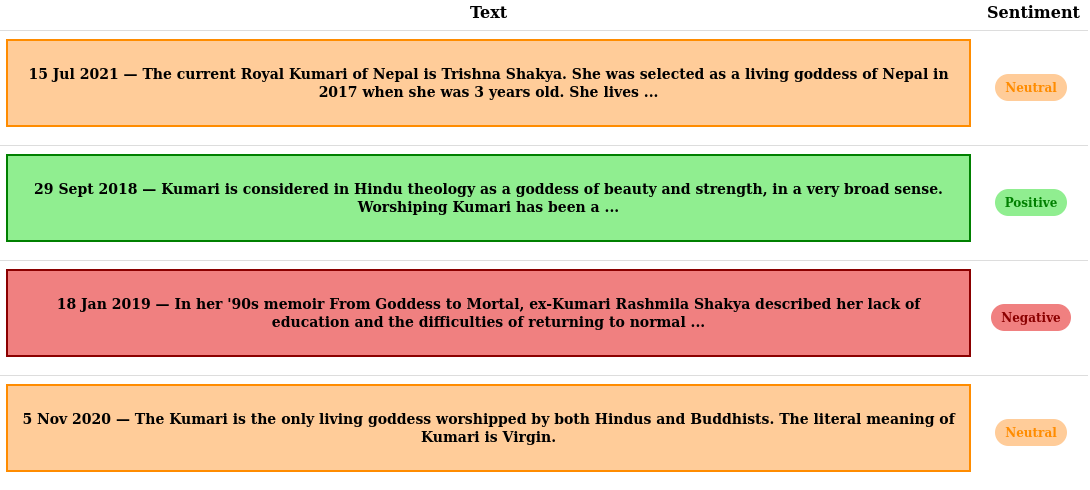 Text Sentiment
15 Jul 2021 — The current Royal Kumari of Nepal is Trishna Shakya. She was selected as a living goddess of Nepal in
2017 when she was 3 years old. She lives ...
Neutral
29 Sept 2018 — Kumari is considered in Hindu theology as a goddess of beauty and strength, in a very broad sense.
Worshiping Kumari has been a ...
Positive
18 Jan 2019 — In her '90s memoir From Goddess to Mortal, ex-Kumari Rashmila Shakya described her lack of
education and the difficulties of returning to normal ...
Negative
5 Nov 2020 — The Kumari is the only living goddess worshipped by both Hindus and Buddhists. The literal meaning of
Kumari is Virgin.
Neutral